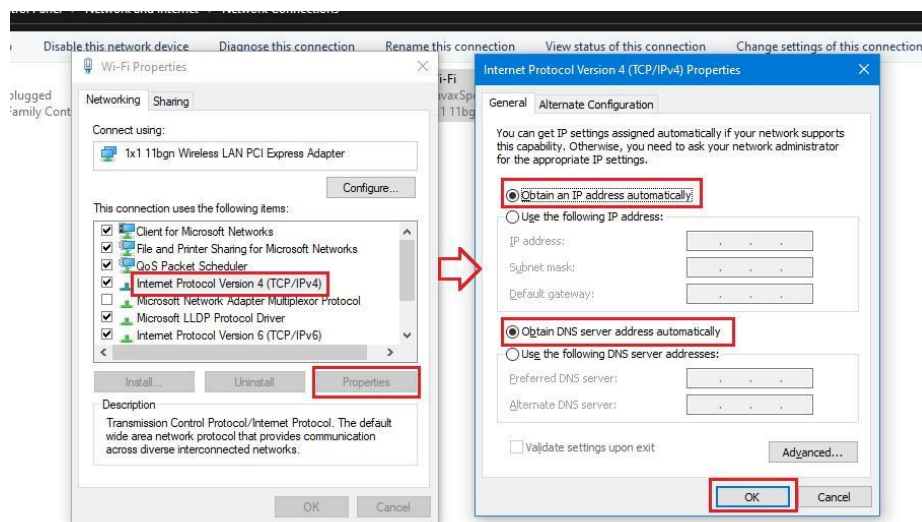 Network and Internet
Network Connections
Disable this network device
Diagnose this connection
Rename this connection
View status of this connection
Change settings of this connection
Wi-Fi Properties
Networking
Sharing
Connect using:
1x1 11bgn Wireless LAN PCI Express Adapter
Configure...
This connection uses the following items:
Client for Microsoft Networks
File and Printer Sharing for Microsoft Networks
QoS Packet Scheduler
Internet Protocol Version 4 (TCP/IPv4)
Microsoft Network Adapter Multiplexor Protocol
Microsoft LLDP Protocol Driver
Internet Protocol Version 6 (TCP/IPv6)
Install...
Uninstall
Properties
Description
Transmission Control Protocol/Internet Protocol. The default
wide area network protocol that provides communication
across diverse interconnected networks.
OK
Cancel
Internet Protocol Version 4 (TCP/IPv4) Properties
General
Alternate Configuration
You can get IP settings assigned automatically if your network supports
this capability. Otherwise, you need to ask your network administrator
for the appropriate IP settings.
Obtain an IP address automatically
Use the following IP address:
IP address:
Subnet mask:
Default gateway:
Obtain DNS server address automatically
Use the following DNS server addresses:
Preferred DNS server:
Alternate DNS server:
Validate settings upon exit
Advanced...
OK
Cancel